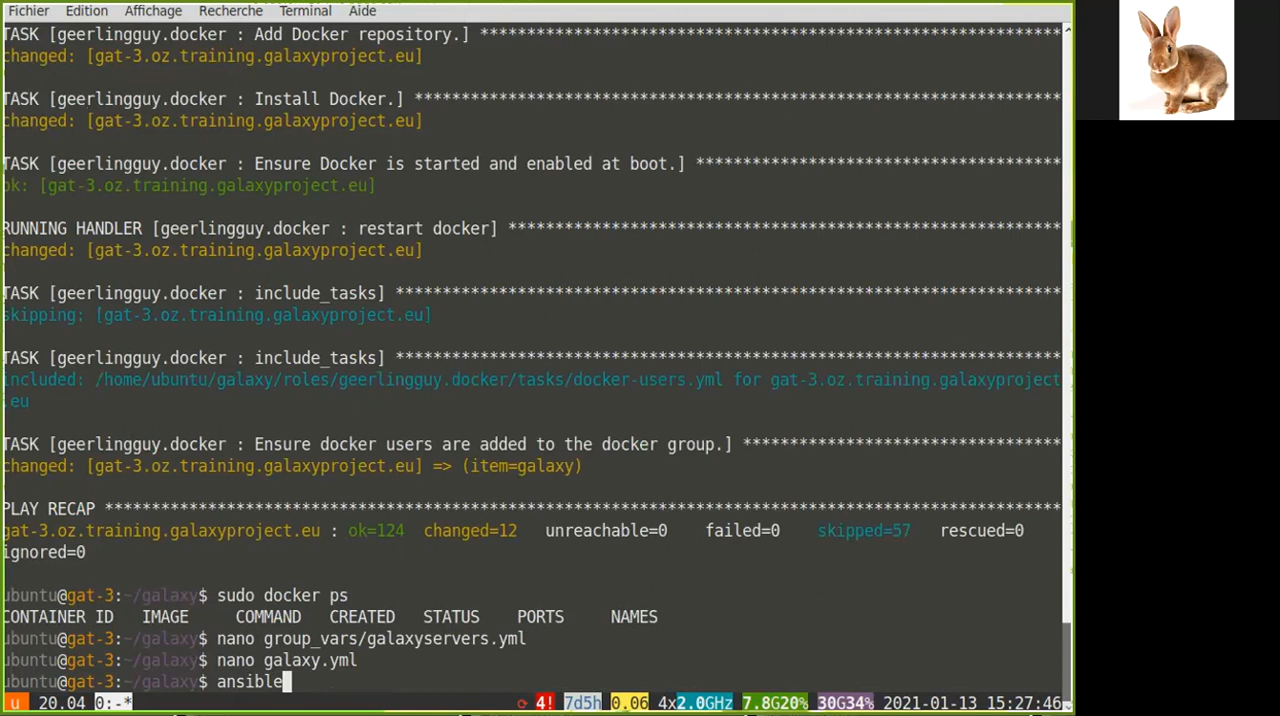 Fichier Edition Affichage Recherche Terminal Aide
TASK [geerlingguy.docker : Add Docker repository.] *************************************************
changed: [gat-3.oz.training.galaxyproject.eu]
TASK [geerlingguy.docker : Install Docker.] ********************************************************
changed: [gat-3.oz.training.galaxyproject.eu]
TASK [geerlingguy.docker : Ensure Docker is started and enabled at boot.] *******************************
ok: [gat-3.oz.training.galaxyproject.eu]
RUNNING HANDLER [geerlingguy.docker : restart docker] ***********************************************
changed: [gat-3.oz.training.galaxyproject.eu]
TASK [geerlingguy.docker : include_tasks] **********************************************************
skipping: [gat-3.oz.training.galaxyproject.eu]
TASK [geerlingguy.docker : include_tasks] **********************************************************
included: /home/ubuntu/galaxy/roles/geerlingguy.docker/tasks/docker-users.yml for gat-3.oz.training.galaxyproject
.eu
TASK [geerlingguy.docker : Ensure docker users are added to the docker group.] ***************************
changed: [gat-3.oz.training.galaxyproject.eu] => (item=galaxy)
PLAY RECAP *****************************************************************************************
gat-3.oz.training.galaxyproject.eu : ok=124 changed=12 unreachable=0 failed=0 skipped=57 rescued=0
ignored=0
ubuntu@gat-3:~/galaxy$ sudo docker ps
CONTAINER ID IMAGE COMMAND CREATED STATUS PORTS NAMES
ubuntu@gat-3:~/galaxy$ nano group_vars/galaxyservers.yml
ubuntu@gat-3:~/galaxy$ nano galaxy.yml
ubuntu@gat-3:~/galaxy$ ansible
u 20.04 0:-* 4! 7d5h 0.06 4x2.0GHz 7.8G20% 30G34% 2021-01-13 15:27:46